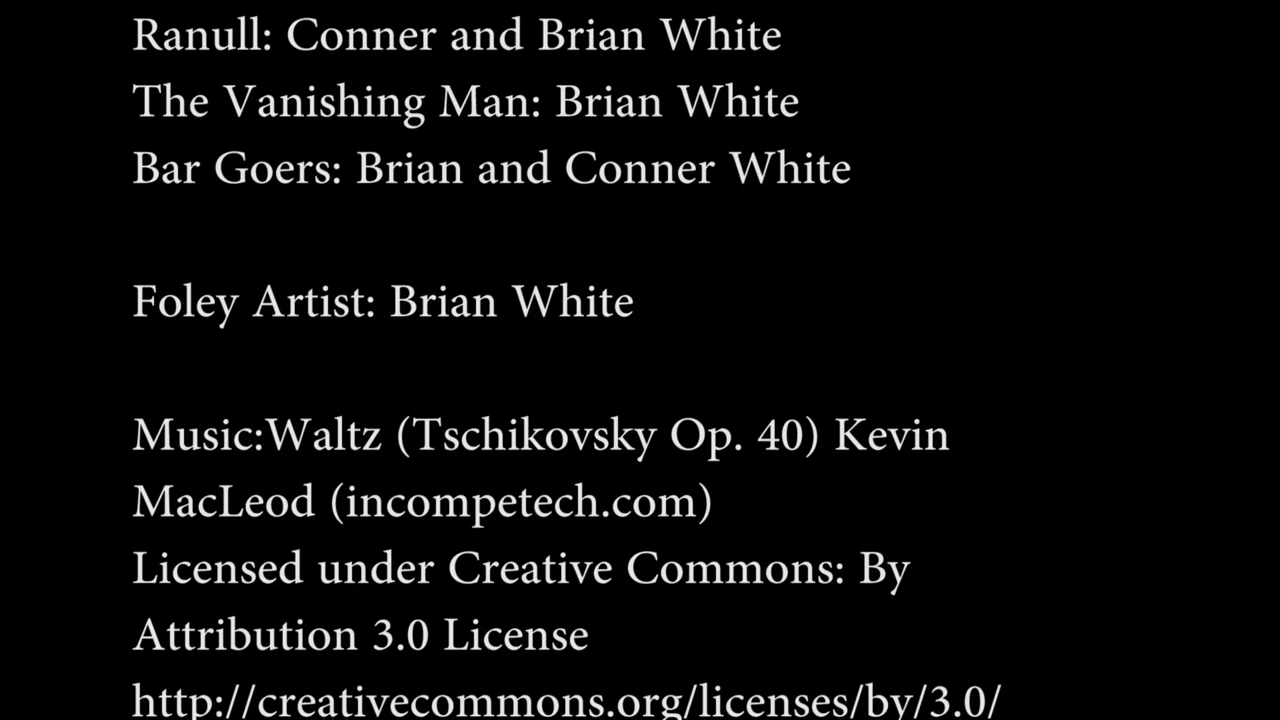 Ranull: Conner and Brian White
The Vanishing Man: Brian White
Bar Goers: Brian and Conner White
Foley Artist: Brian White
Music:Waltz (Tschikovsky Op. 40) Kevin
MacLeod (incompetech.com)
Licensed under Creative Commons: By
Attribution 3.0 License
http://creativecommons.org/licenses/by/3.0/